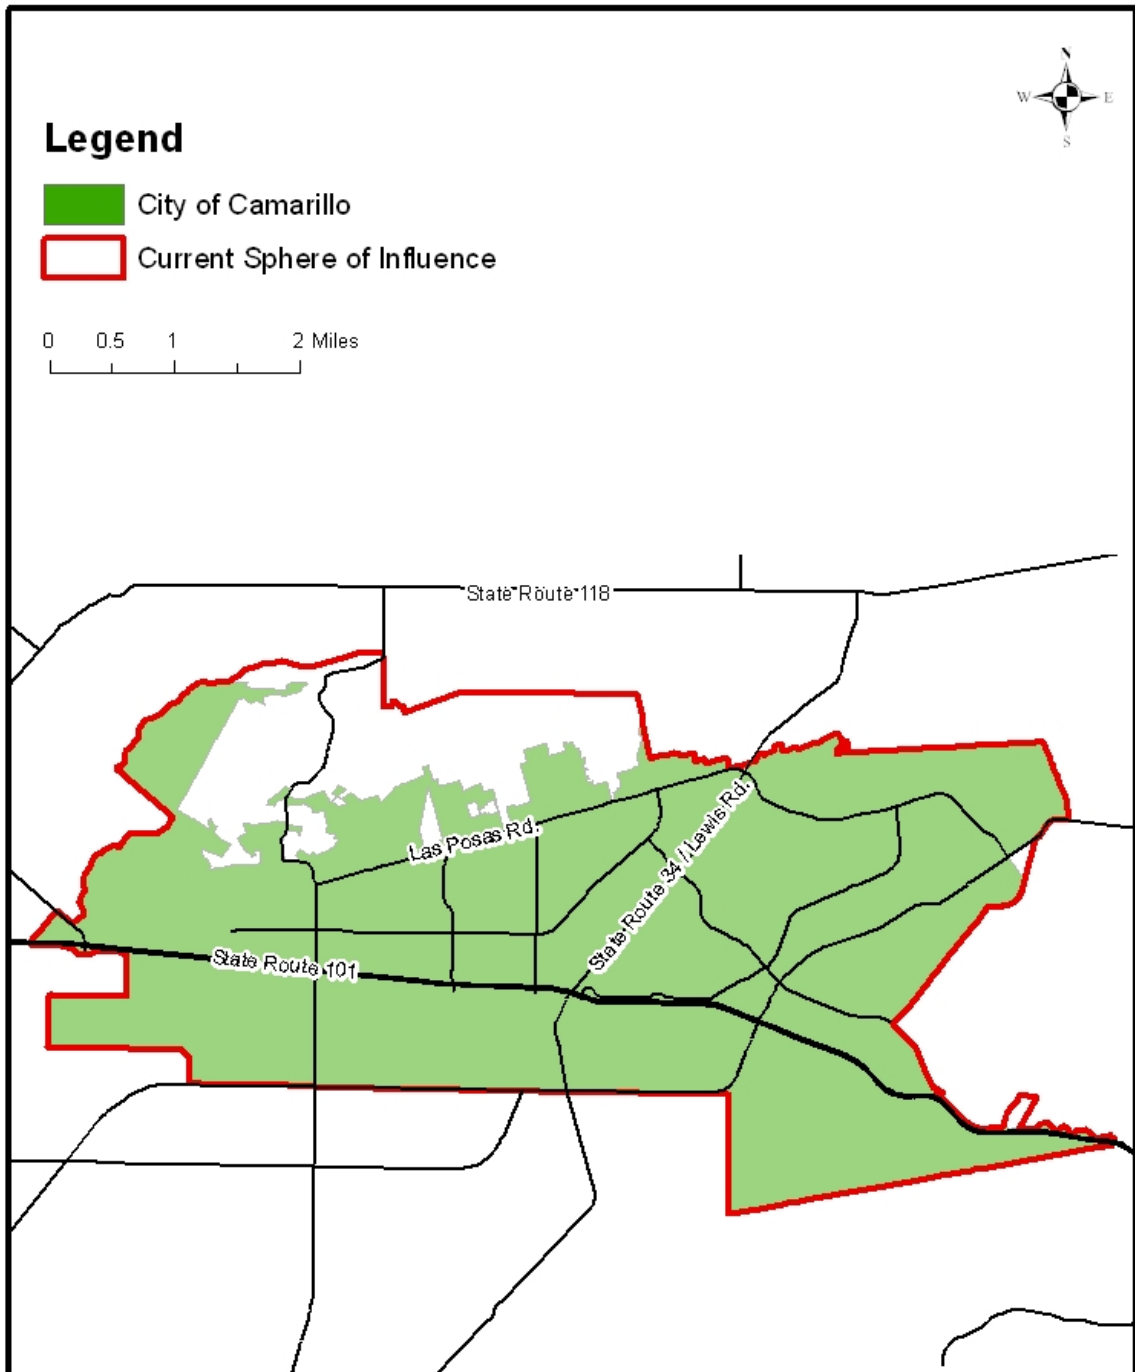 N
W E
S
Legend
City of Camarillo
Current Sphere of Influence
0 0.5 1 2 Miles
State Route 118
Las Posas Rd.
State Route 34 / Lewis Rd.
State Route 101